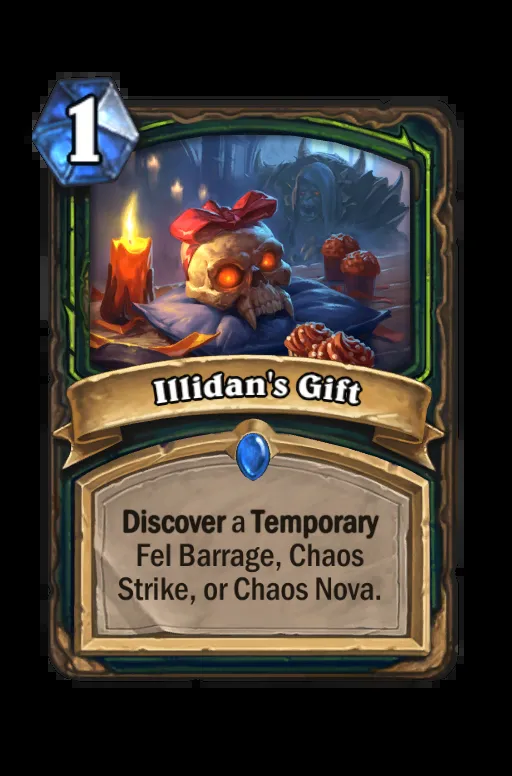 1
Illidan's Gift
Discover a Temporary
Fel Barrage, Chaos
Strike, or Chaos Nova.